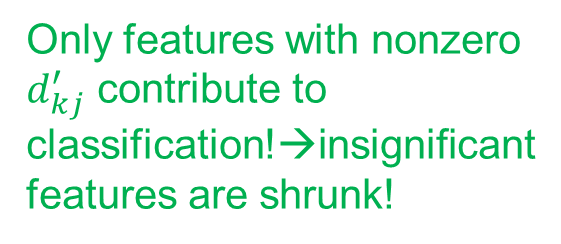 Only features with nonzero
$d'_{kj}$ contribute to
classification!→insignificant
features are shrunk!